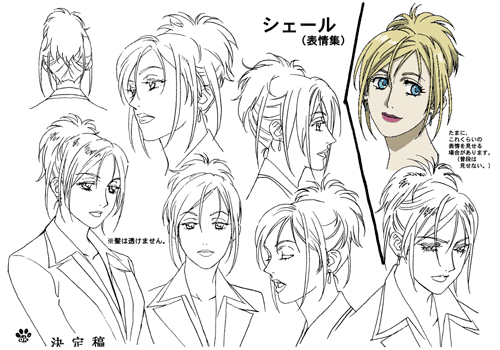 シェール
(表情集)
たまに、
これくらいの
表情を見せる
場合があります。
(普段は
見せない。)
※髪は透けません。
決定稿